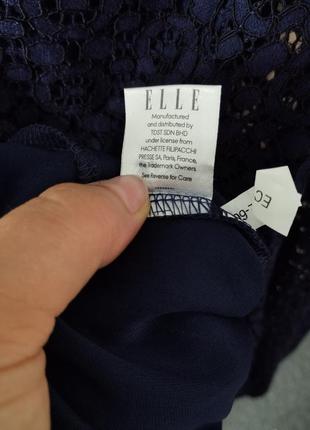 ELLE
Manufactured
and distributed by
TDST SDN BHD
under license from
HACHETTE FILIPACCHI
PRESSE SA, Paris, France,
the Trademark Owners
See Reverse for Care